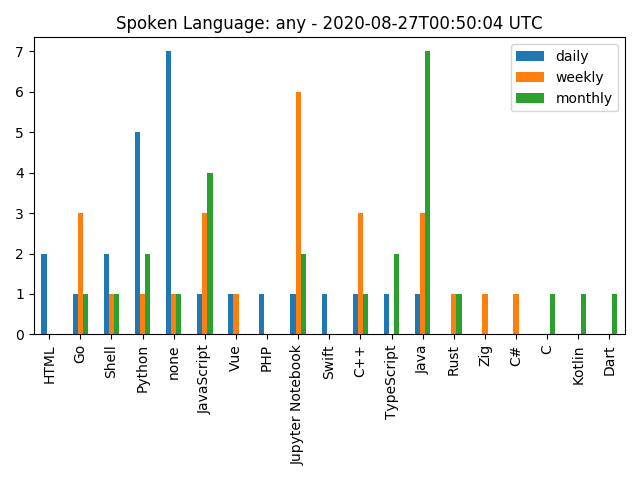 Spoken Language: any - 2020-08-27T00:50:04 UTC
daily
weekly
monthly
7
6
5
4
3
2
1
0
HTML
Go
Shell
Python
none
JavaScript
Vue
PHP
Jupyter Notebook
Swift
C++
TypeScript
Java
Rust
Zig
C#
C
Kotlin
Dart